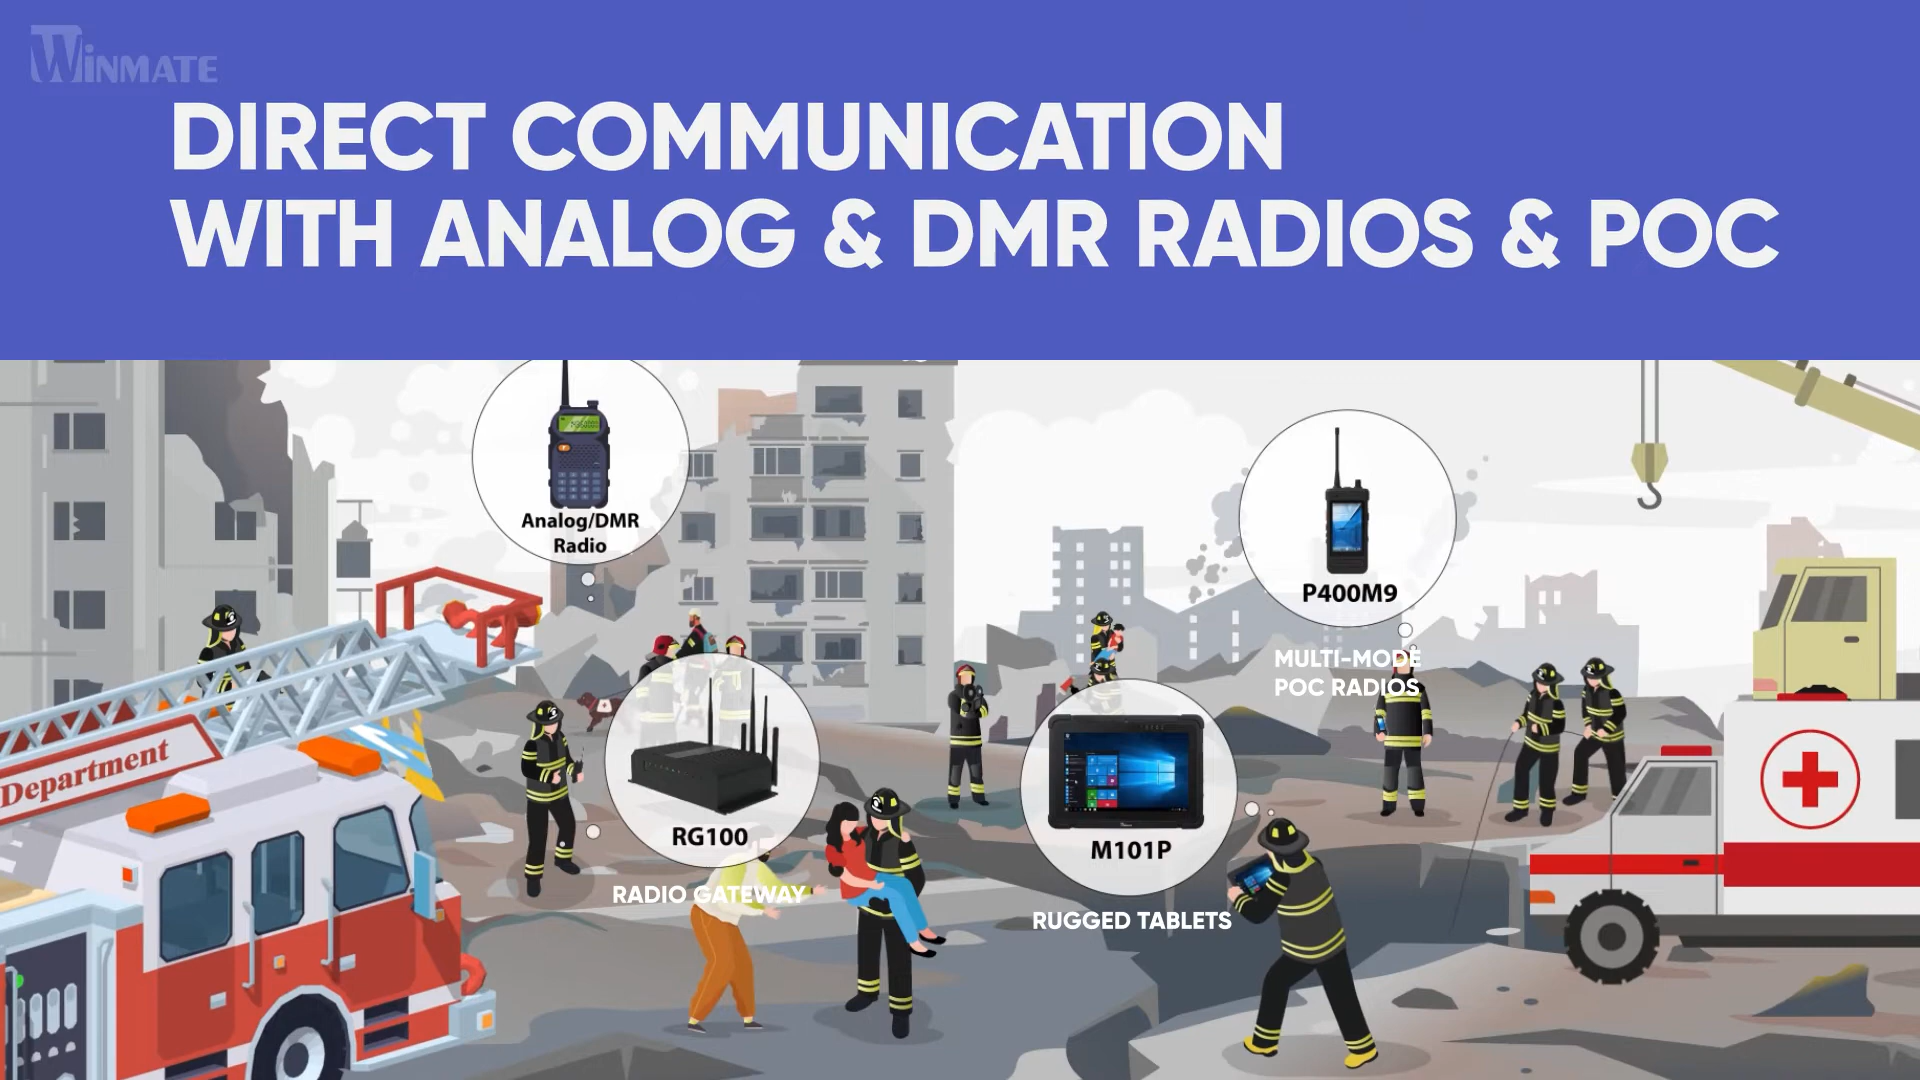 WINMATE
DIRECT COMMUNICATION
WITH ANALOG & DMR RADIOS & POC
Analog/DMR
Radio
P400M9
MULTI-MODE
POC RADIOS
Department
RG100
RADIO GATEWAY
M101P
RUGGED TABLETS